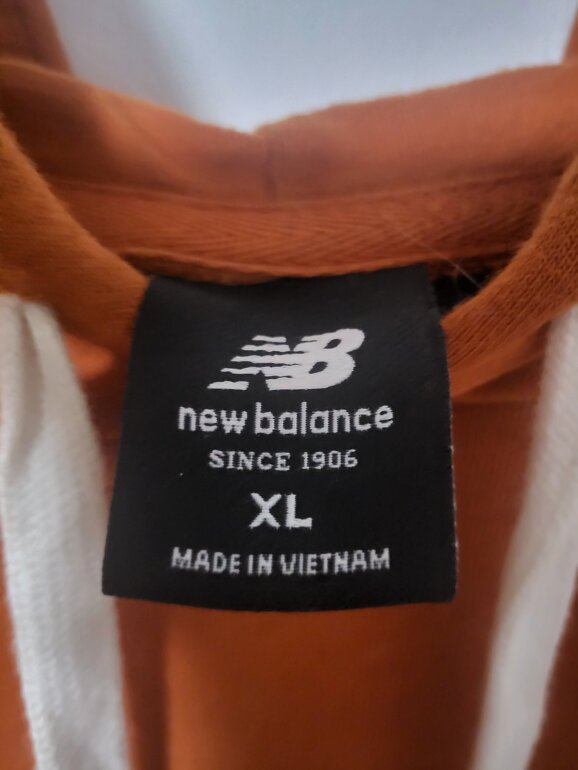 NB
new balance
SINCE 1906
XL
MADE IN VIETNAM